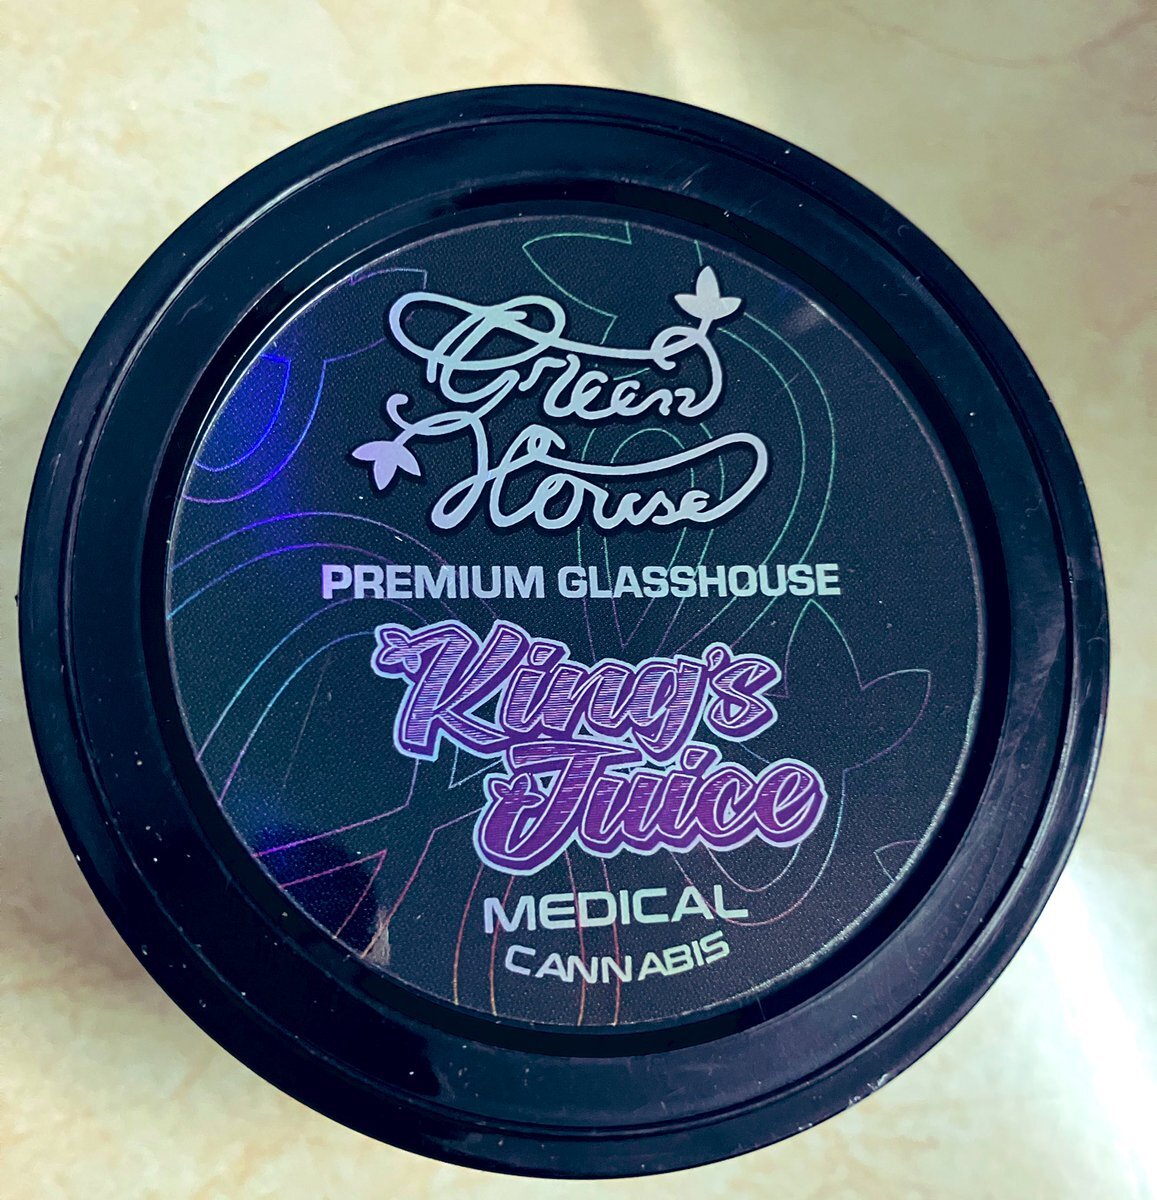 Green
House
PREMIUM GLASSHOUSE
King's
Juice
MEDICAL
CANNABIS